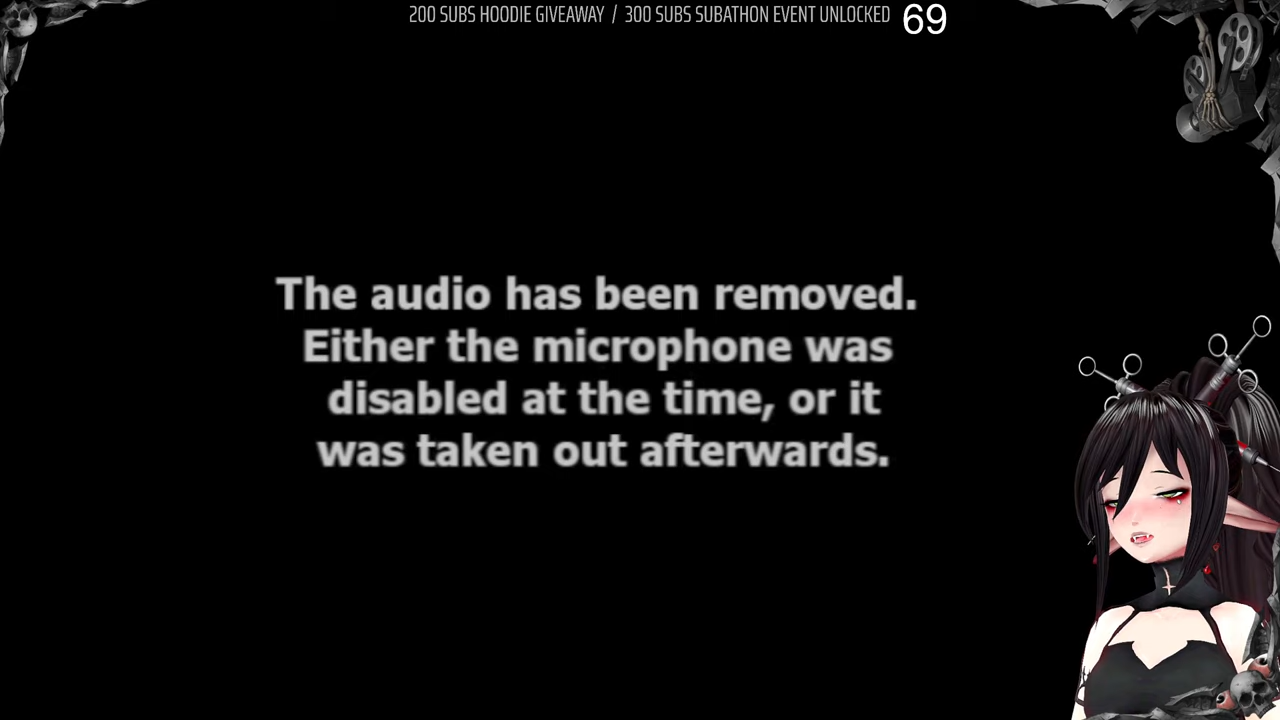 200 SUBS HOODIE GIVEAWAY / 300 SUBS SUBATHON EVENT UNLOCKED 69
The audio has been removed.
Either the microphone was
disabled at the time, or it
was taken out afterwards.